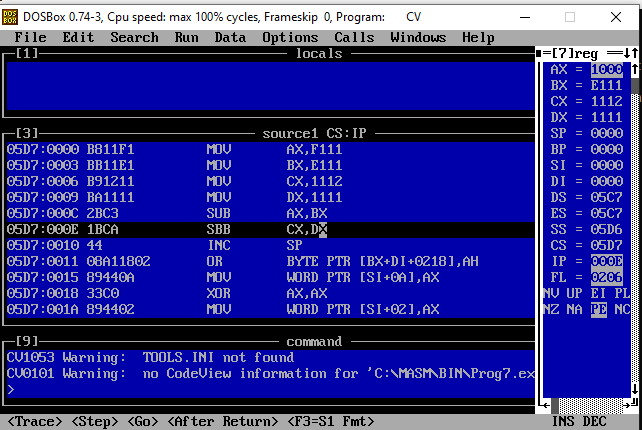 DOSBox 0.74-3, Cpu speed: max 100% cycles, Frameskip 0, Program: CV
File Edit Search Run Data Options Calls Windows Help
[1] locals
[3] source1 CS:IP
05D7:0000 B811F1 MOV AX,F111
05D7:0003 BB11E1 MOV BX,E111
05D7:0006 B91211 MOV CX,1112
05D7:0009 BA1111 MOV DX,1111
05D7:000C 2BC3 SUB AX,BX
05D7:000E 1BCA SBB CX,DX
05D7:0010 44 INC SP
05D7:0011 08A11802 OR BYTE PTR [BX+DI+0218],AH
05D7:0015 89440A MOV WORD PTR [SI+0A],AX
05D7:0018 33C0 XOR AX,AX
05D7:001A 894402 MOV WORD PTR [SI+02],AX
[9] command
CV1053 Warning: TOOLS.INI not found
CV0101 Warning: no CodeView information for 'C:\MASM\BIN\Prog7.ex
>
[7]reg
AX = 1000
BX = E111
CX = 1112
DX = 1111
SP = 0000
BP = 0000
SI = 0000
DI = 0000
DS = 05C7
ES = 05C7
SS = 05D6
CS = 05D7
IP = 000E
FL = 0206
NV UP EI PL
NZ NA PE NC
<Trace> <Step> <Go> <After Return> <F3=S1 Fmt> INS DEC